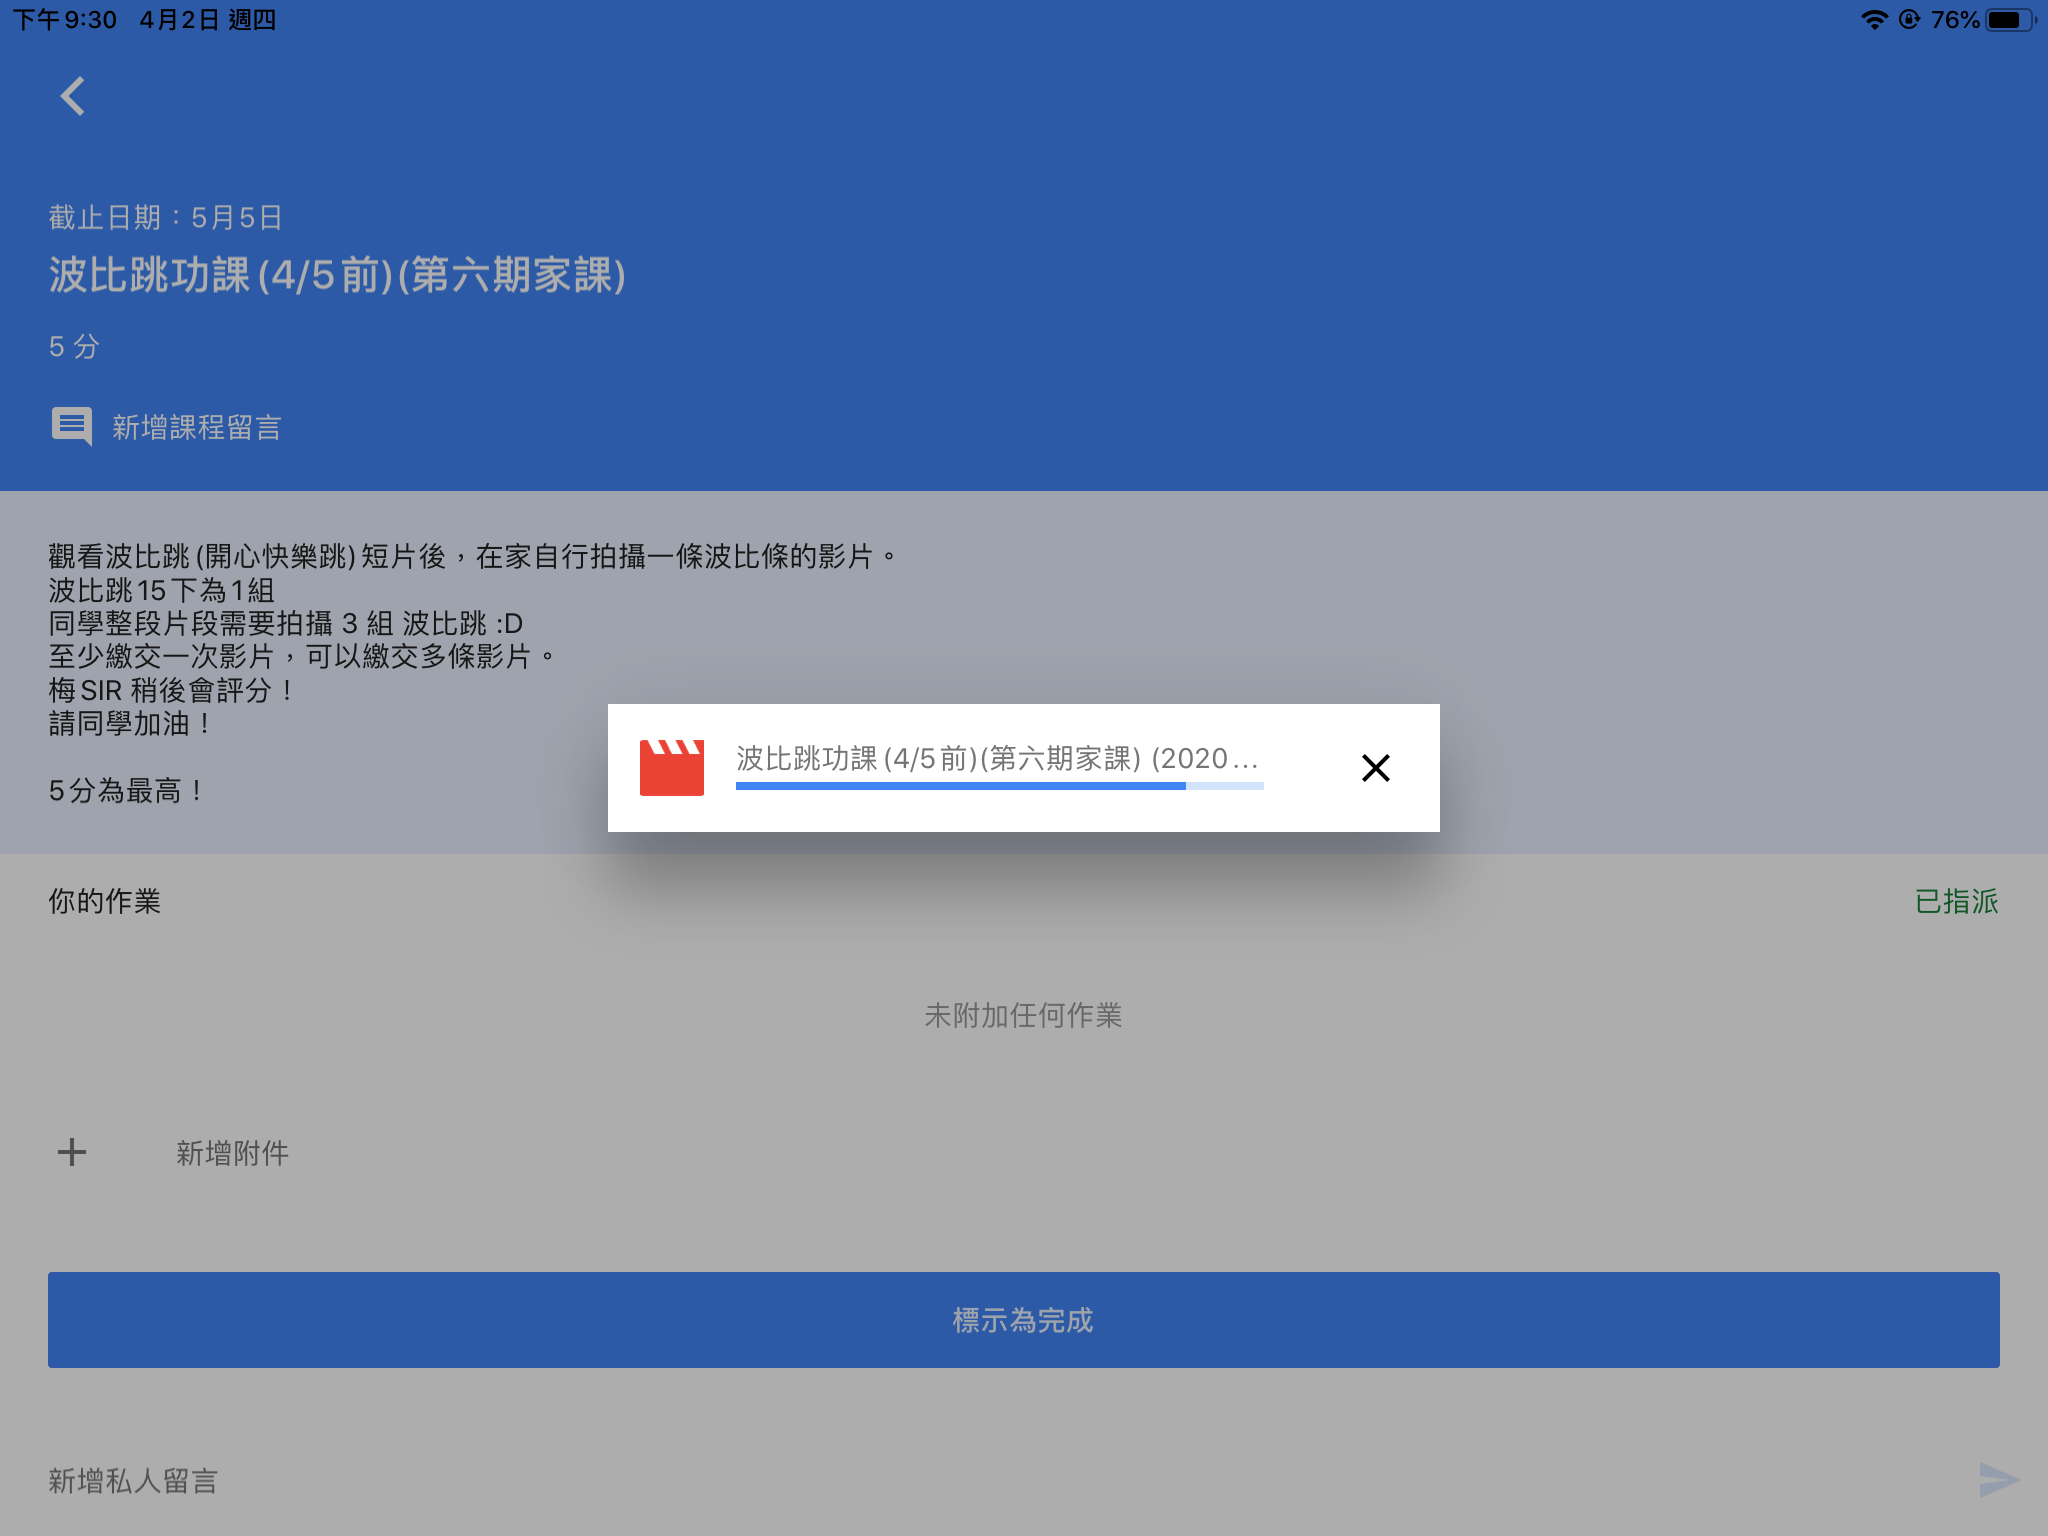 下午9:30 4月2日 週四
76%
截止日期：5月5日
波比跳功課(4/5前)(第六期家課)
5 分
新增課程留言
觀看波比跳(開心快樂跳)短片後，在家自行拍攝一條波比條的影片。
波比跳15下為1組
同學整段片段需要拍攝 3 組 波比跳 :D
至少繳交一次影片，可以繳交多條影片。
梅SIR 稍後會評分！
請同學加油！
5分為最高！
波比跳功課(4/5前)(第六期家課) (2020...
你的作業
已指派
未附加任何作業
新增附件
標示為完成
新增私人留言